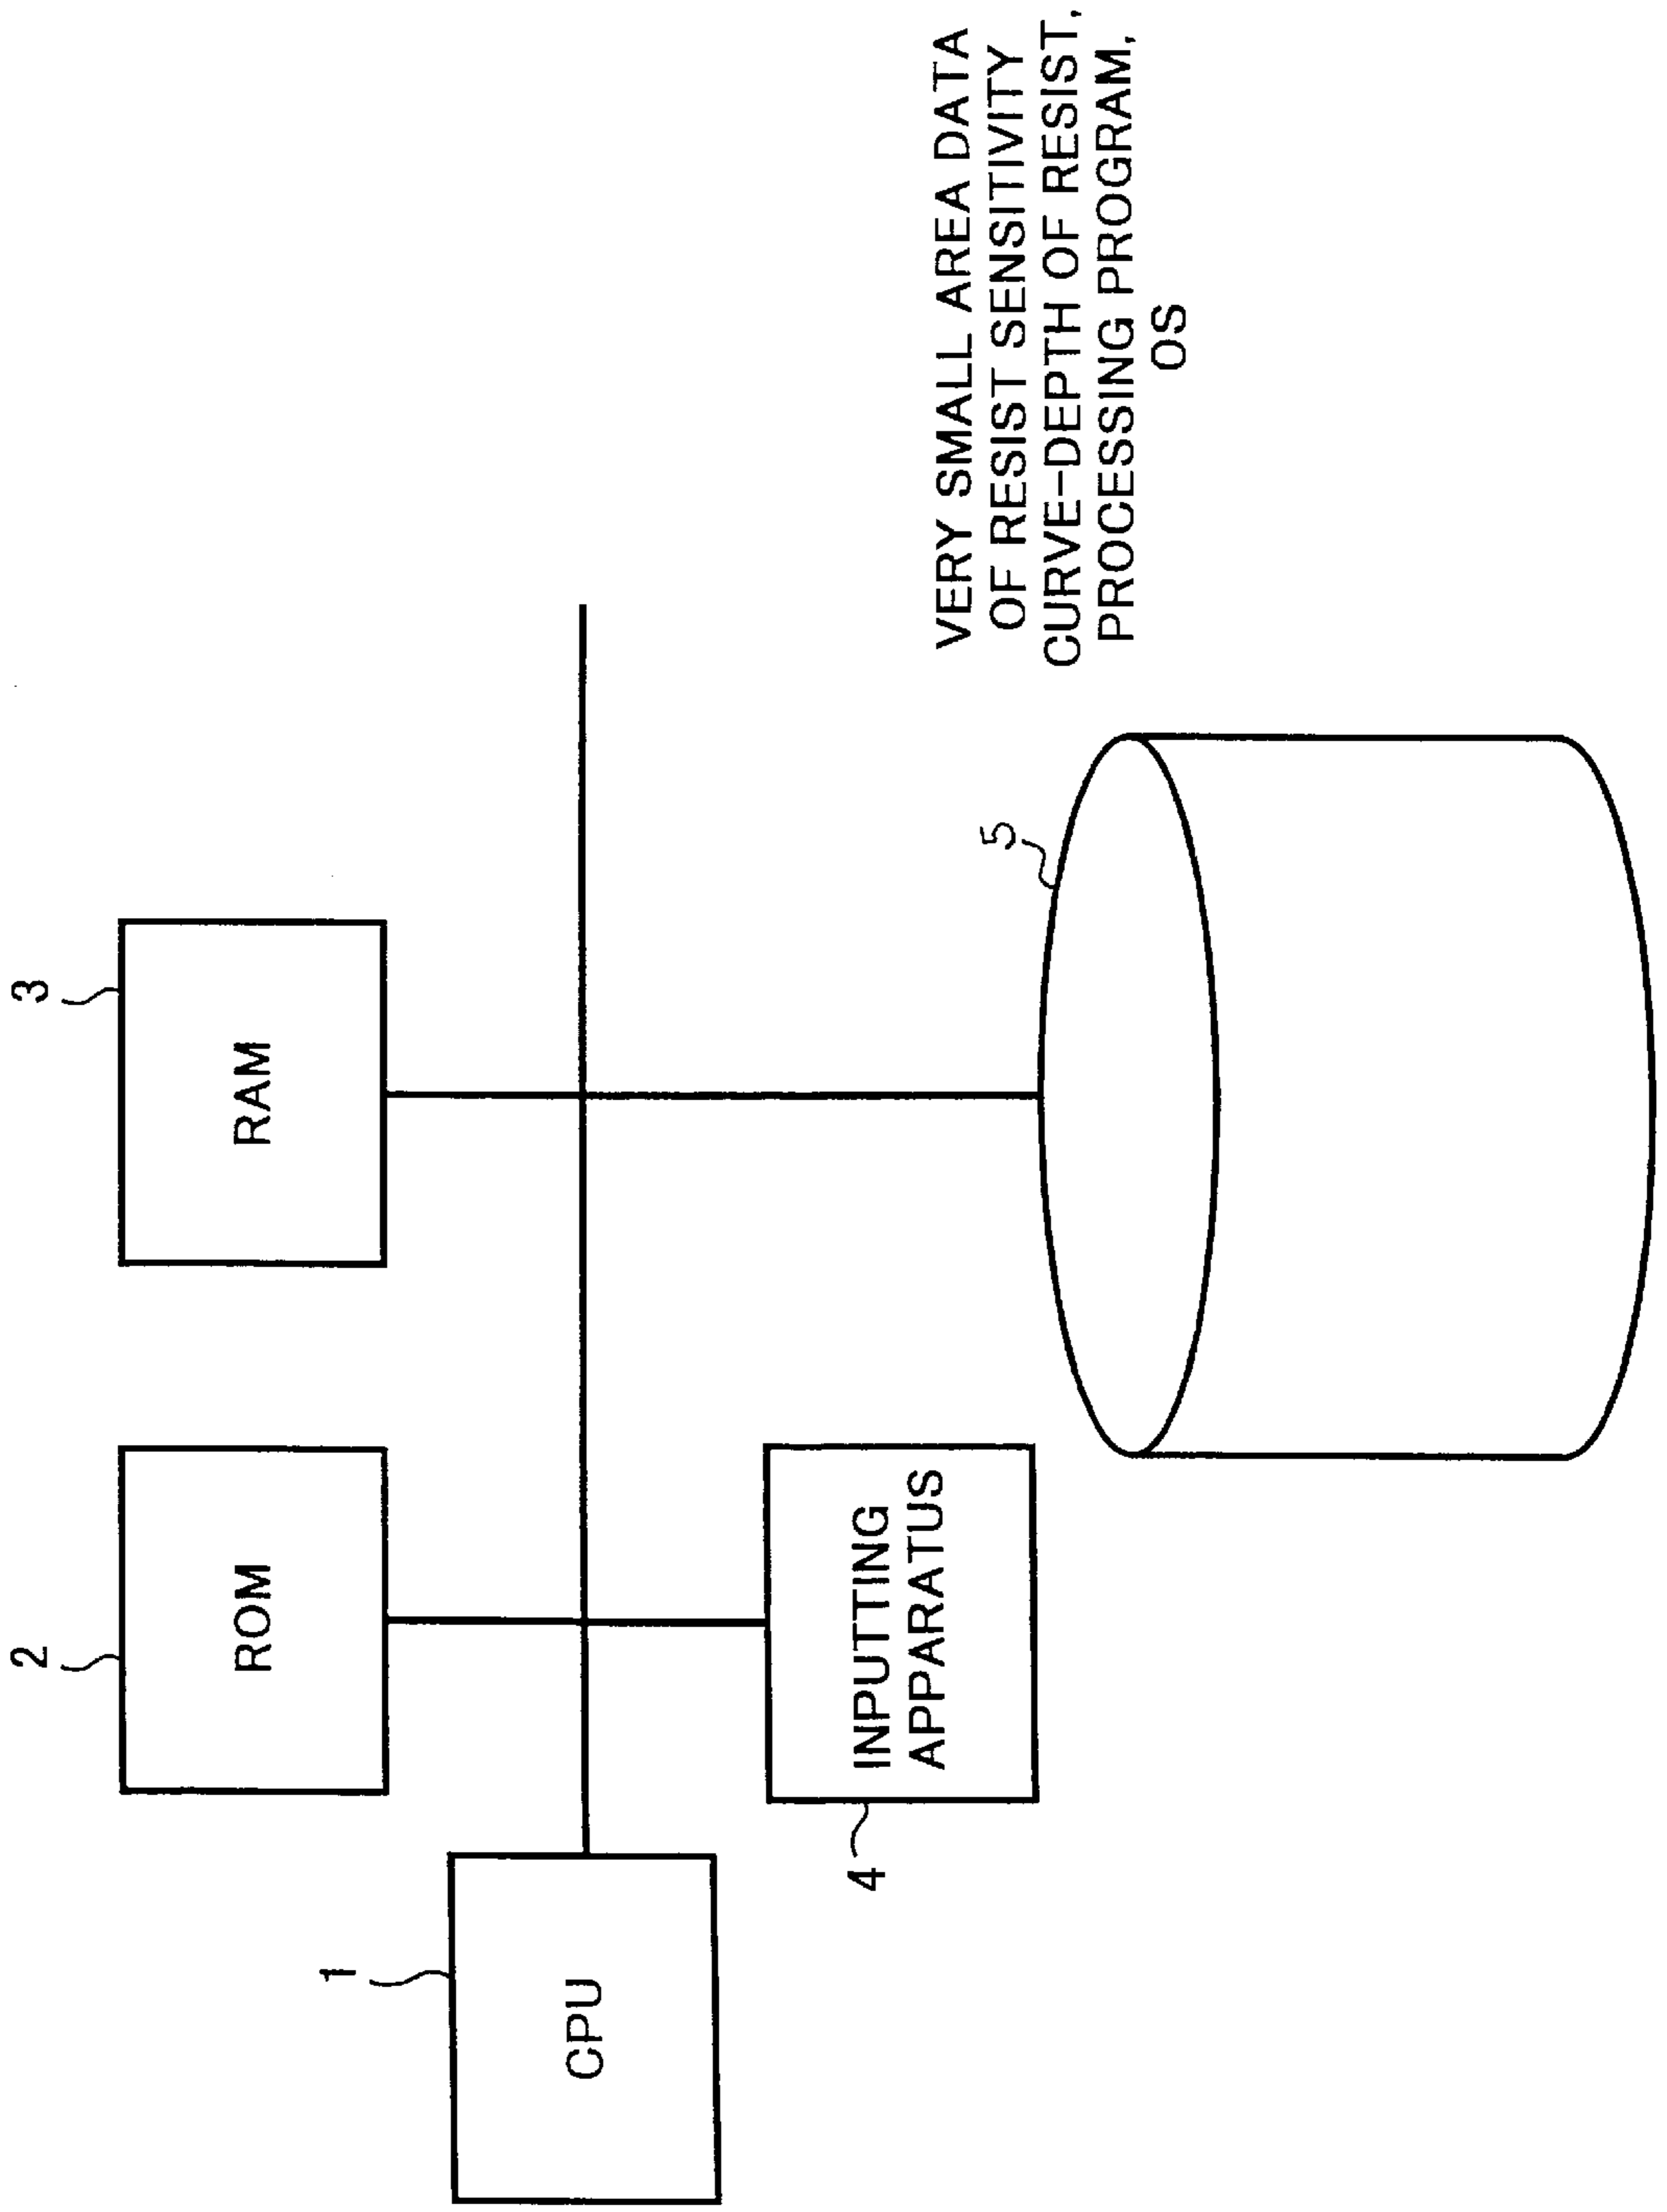 2
3
ROM
RAM
1
CPU
4
INPUTTING
APPARATUS
5
VERY SMALL AREA DATA
OF RESIST SENSITIVITY
CURVE-DEPTH OF RESIST,
PROCESSING PROGRAM,
OS